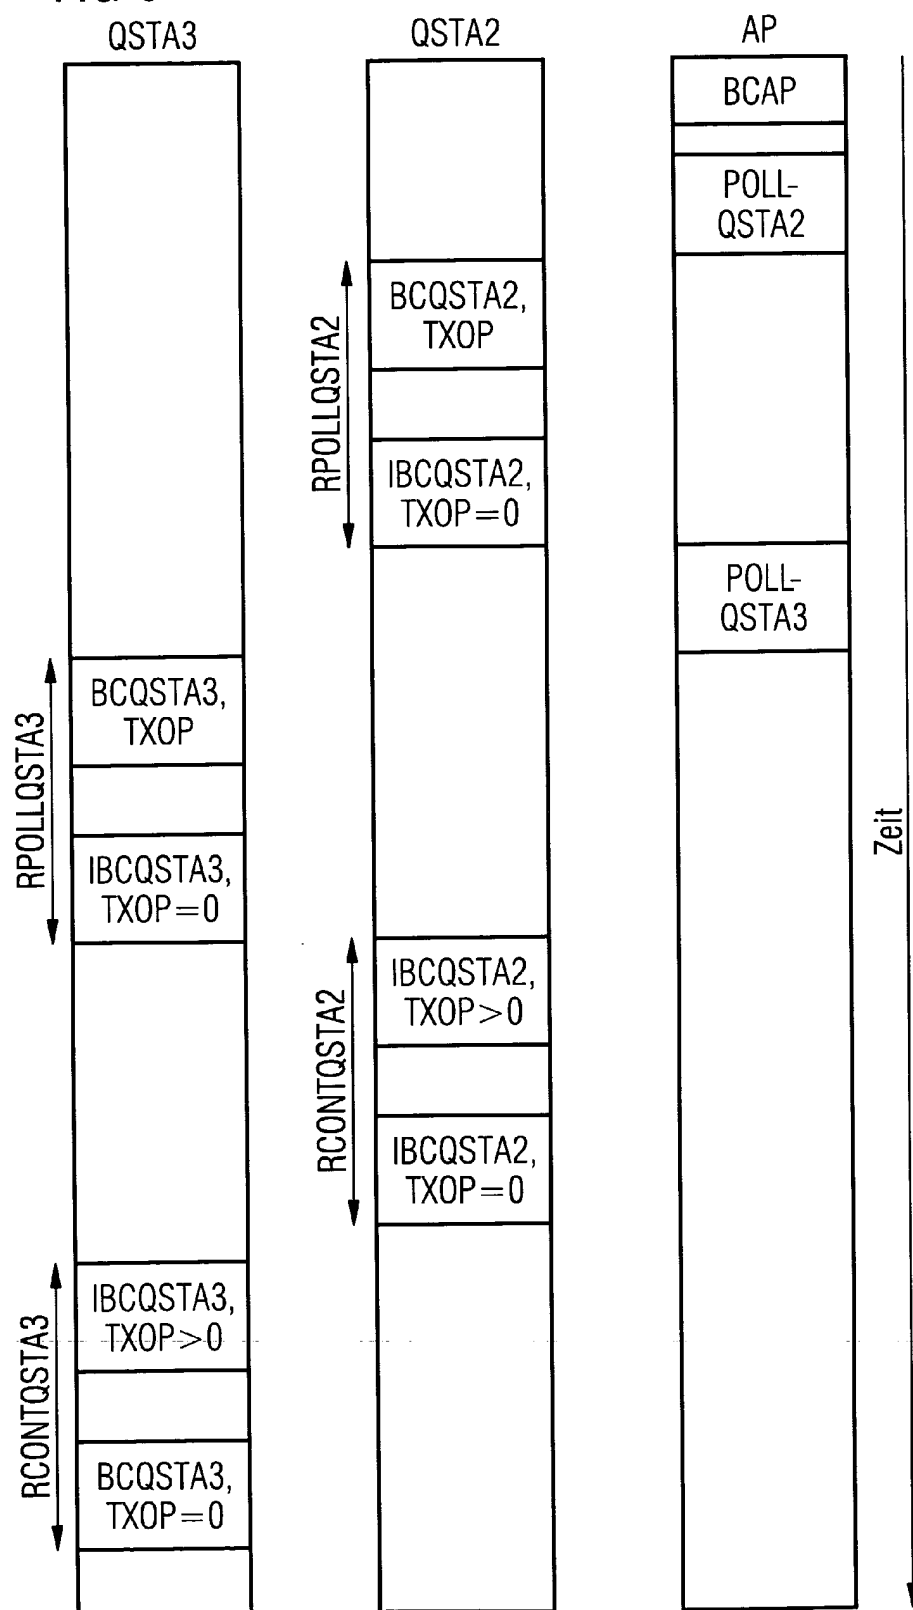 QSTA3
QSTA2
AP
BCAP
POLL-
QSTA2
RPOLLQSTA2
BCQSTA2,
TXOP
IBCQSTA2,
TXOP=0
POLL-
QSTA3
RPOLLQSTA3
BCQSTA3,
TXOP
IBCQSTA3,
TXOP=0
Zeit
RCONTQSTA2
IBCQSTA2,
TXOP>0
IBCQSTA2,
TXOP=0
RCONTQSTA3
IBCQSTA3,
TXOP>0
BCQSTA3,
TXOP=0